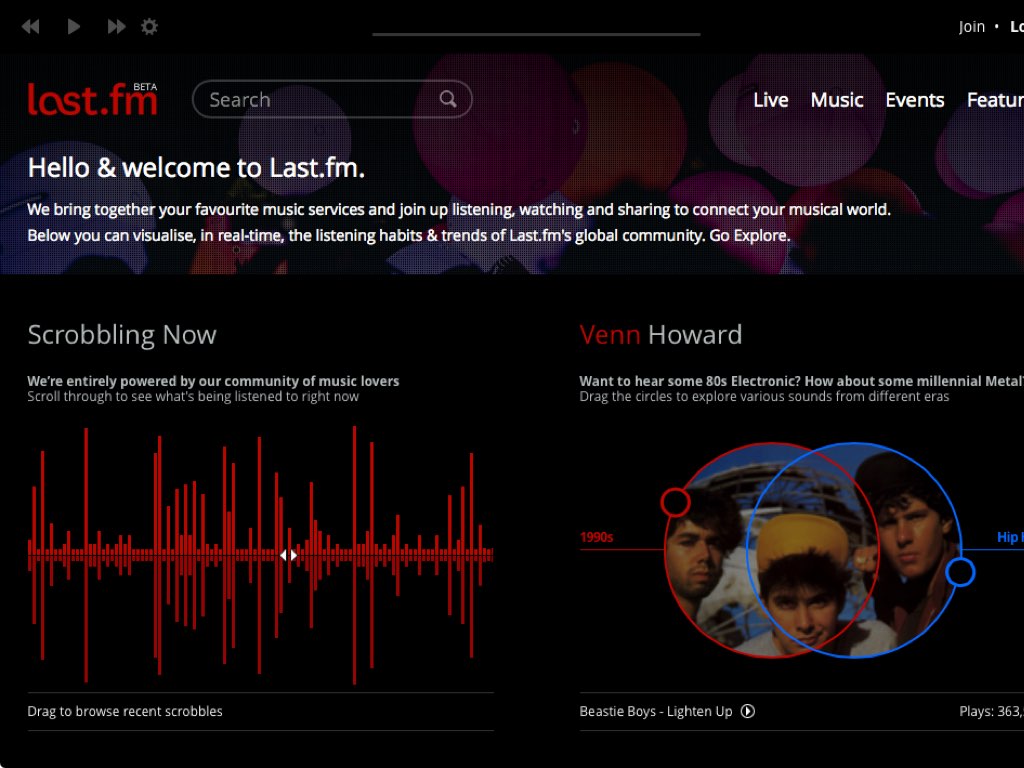 Join • Lo
last.fm BETA
Search
Live Music Events Featur
Hello & welcome to Last.fm.
We bring together your favourite music services and join up listening, watching and sharing to connect your musical world.
Below you can visualise, in real-time, the listening habits & trends of Last.fm's global community. Go Explore.
Scrobbling Now
We're entirely powered by our community of music lovers
Scroll through to see what's being listened to right now
Drag to browse recent scrobbles
Venn Howard
Want to hear some 80s Electronic? How about some millennial Metal?
Drag the circles to explore various sounds from different eras
1990s
Hip H
Beastie Boys - Lighten Up
Plays: 363,